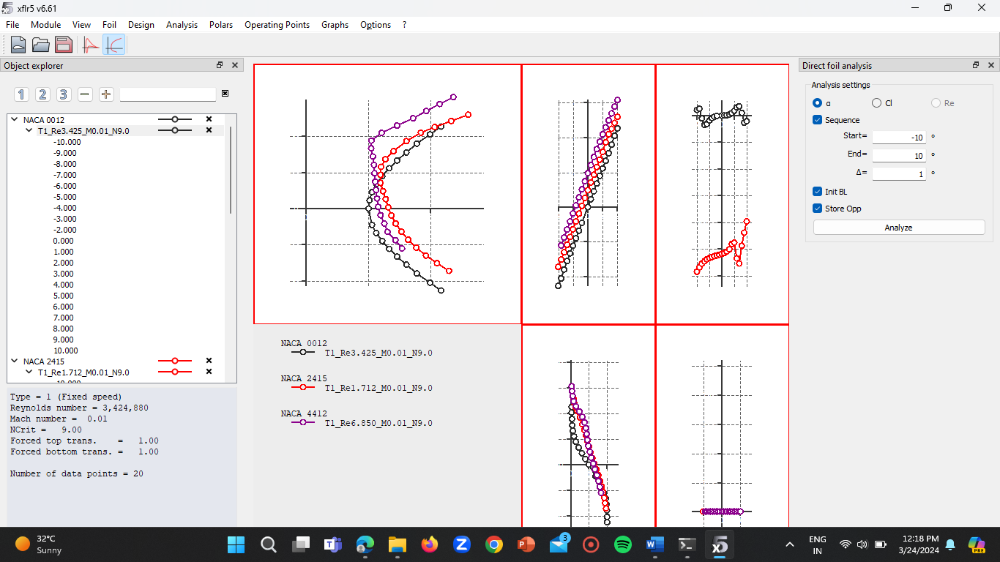 xflr5 v6.61
File Module View Foil Design Analysis Polars Operating Points Graphs Options ?
Object explorer
1 2 3
NACA 0012
T1_Re3.425_M0.01_N9.0
-10.000
-9.000
-8.000
-7.000
-6.000
-5.000
-4.000
-3.000
-2.000
0.000
1.000
2.000
3.000
4.000
5.000
6.000
7.000
8.000
9.000
10.000
NACA 2415
T1_Re1.712_M0.01_N9.0
-10.000
Type = 1 (Fixed speed)
Reynolds number = 3,424,880
Mach number = 0.01
NCrit = 9.00
Forced top trans. = 1.00
Forced bottom trans. = 1.00
Number of data points = 20
NACA 0012
T1_Re3.425_M0.01_N9.0
NACA 2415
T1_Re1.712_M0.01_N9.0
NACA 4412
T1_Re6.850_M0.01_N9.0
Direct foil analysis
Analysis settings
α Cl Re
Sequence
Start= -10 °
End= 10 °
Δ= 1 °
Init BL
Store Opp
Analyze
32°C
Sunny
3
x5
ENG
IN
12:18 PM
3/24/2024
PRE